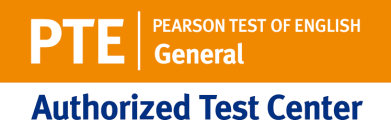 PTE
PEARSON TEST OF ENGLISH
General
Authorized Test Center